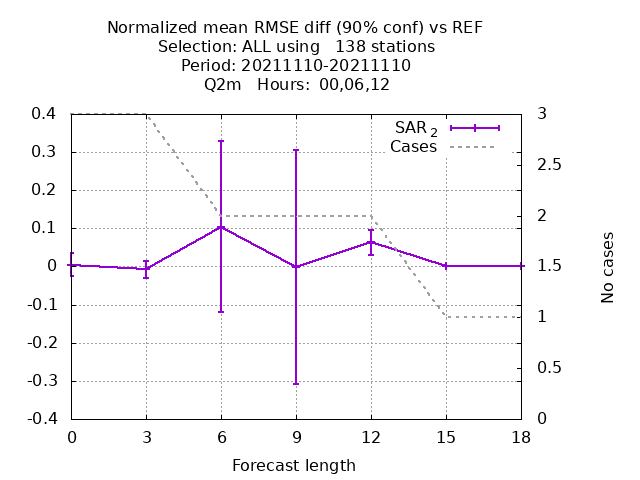 Normalized mean RMSE diff (90% conf) vs REF
Selection: ALL using   138 stations
Period: 20211110-20211110
Q2m   Hours:  00,06,12
SAR 2
Cases
0.4
0.3
0.2
0.1
0
-0.1
-0.2
-0.3
-0.4
3
2.5
2
1.5
1
0.5
0
No cases
0 3 6 9 12 15 18
Forecast length